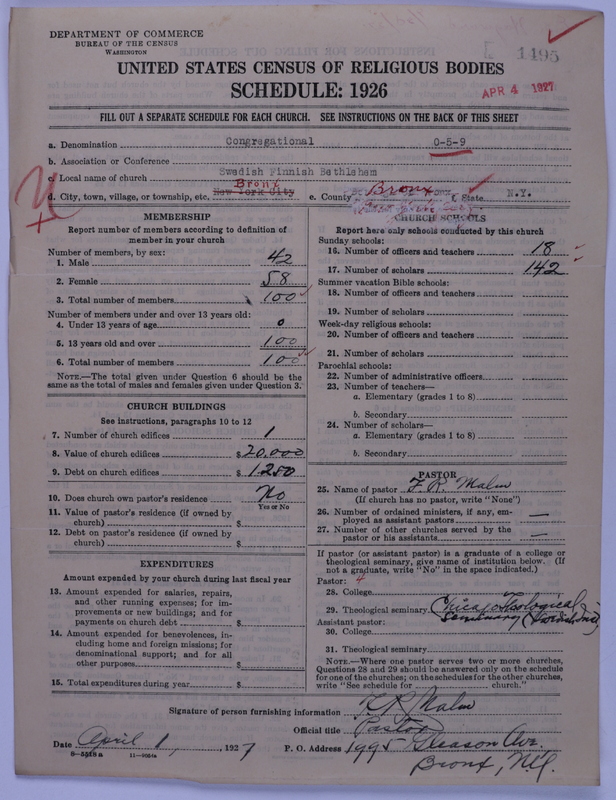 DEPARTMENT OF COMMERCE
BUREAU OF THE CENSUS
WASHINGTON
1495
UNITED STATES CENSUS OF RELIGIOUS BODIES
SCHEDULE: 1926
APR 4 1927
FILL OUT A SEPARATE SCHEDULE FOR EACH CHURCH. SEE INSTRUCTIONS ON THE BACK OF THIS SHEET
a. Denomination Congregational 0-5-9
b. Association or Conference
c. Local name of church Swedish Finnish Bethlehem
d. City, town, village, or township, etc. New York City Bronx e. County Bronx f. State N.Y.
MEMBERSHIP
Report number of members according to definition of
member in your church
Number of members, by sex:
1. Male 42
2. Female 58
3. Total number of members 100
Number of members under and over 13 years old:
4. Under 13 years of age 0
5. 13 years old and over 100
6. Total number of members 100
NOTE.—The total given under Question 6 should be
the same as the total of males and females given under Question 3.
CHURCH BUILDINGS
See instructions, paragraphs 10 to 12
7. Number of church edifices 1
8. Value of church edifices $ 20,000
9. Debt on church edifices $ 1250
10. Does church own pastor's residence No
Yes or No
11. Value of pastor's residence (if owned by
church) $
12. Debt on pastor's residence (if owned by
church) $
EXPENDITURES
Amount expended by your church during last fiscal year
13. Amount expended for salaries, repairs,
and other running expenses; for im-
provements or new buildings; and for
payments on church debt $
14. Amount expended for benevolences, in-
cluding home and foreign missions; for
denominational support; and for all
other purposes $
15. Total expenditures during year $
CHURCH SCHOOLS
Report here only schools conducted by this church
Sunday schools:
16. Number of officers and teachers 18
17. Number of scholars 142
Summer vacation Bible schools:
18. Number of officers and teachers
19. Number of scholars
Week-day religious schools:
20. Number of officers and teachers
21. Number of scholars
Parochial schools:
22. Number of administrative officers
23. Number of teachers—
a. Elementary (grades 1 to 8)
b. Secondary
24. Number of scholars—
a. Elementary (grades 1 to 8)
b. Secondary
PASTOR
25. Name of pastor F. R. Malm
(If church has no pastor, write "None")
26. Number of ordained ministers, if any, em-
ployed as assistant pastors —
27. Number of other churches served by the
pastor or his assistants —
If pastor (or assistant pastor) is a graduate of a college or
theological seminary, give name of institution below. (If
not a graduate, write "No" in the space indicated.)
Pastor: 4
28. College
29. Theological seminary Chicago Theological
Seminary (Swedish Inst)
Assistant pastor:
30. College
31. Theological seminary
NOTE.—Where one pastor serves two or more churches,
Questions 28 and 29 should be answered only on the schedule
for one of the churches; on the schedules for the other churches,
write "See schedule for church."
Signature of person furnishing information F. R. Malm
Official title Pastor
Date April 1, 1927 P. O. Address 1995 Gleason Ave.
8-5518a 11-9064a Bronx, N.Y.